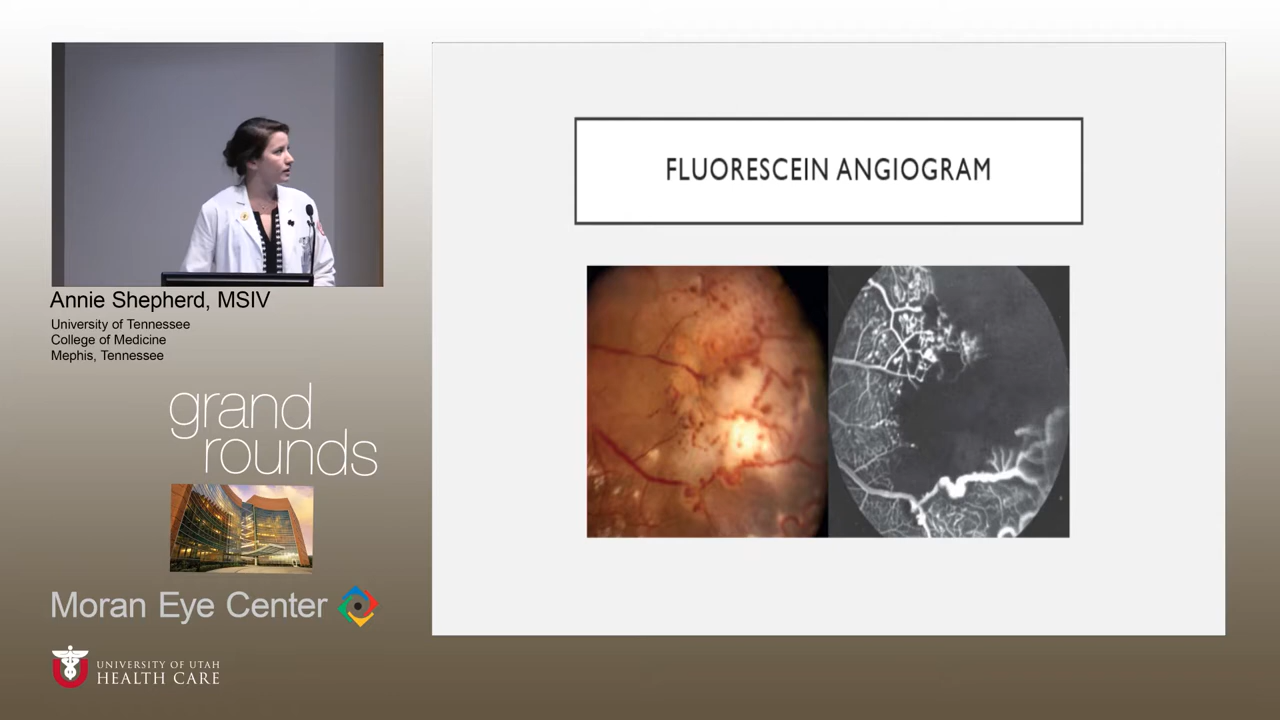 Annie Shepherd, MSIV
University of Tennessee
College of Medicine
Mephis, Tennessee
grand
rounds
Moran Eye Center
UNIVERSITY OF UTAH
HEALTH CARE
FLUORESCEIN ANGIOGRAM